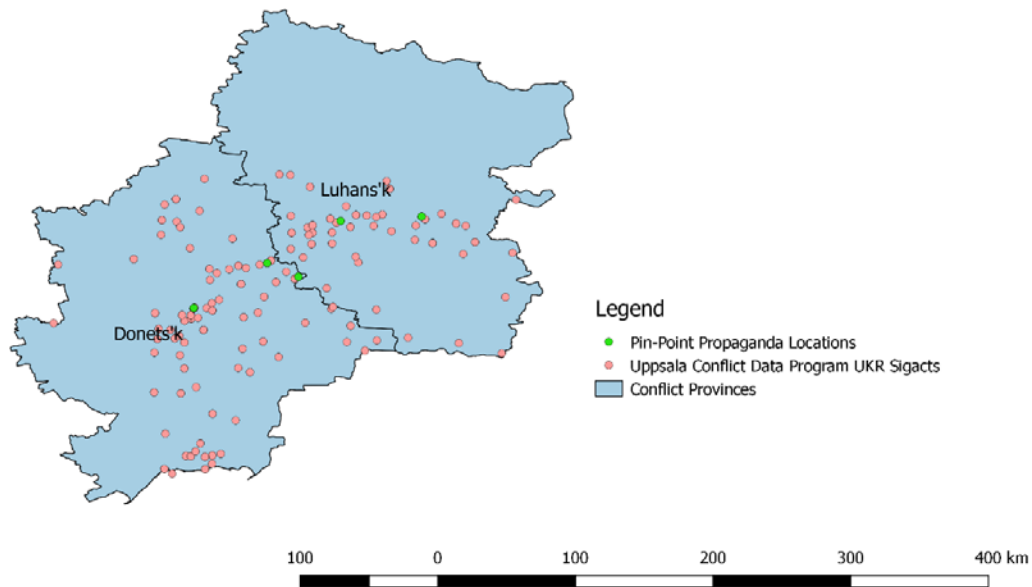 Luhans'k
Donets'k
Legend
Pin-Point Propaganda Locations
Uppsala Conflict Data Program UKR Sigacts
Conflict Provinces
100 0 100 200 300 400 km